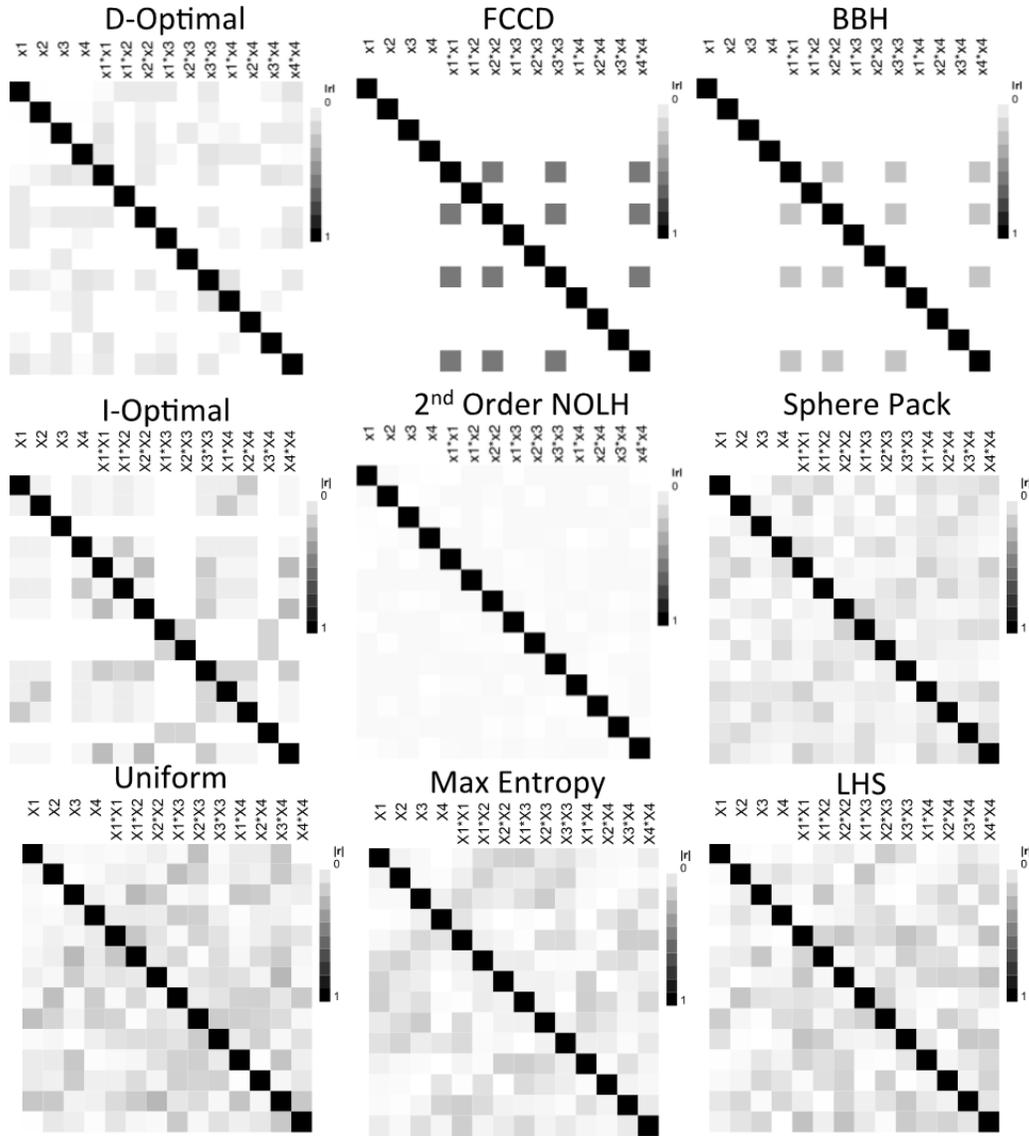 D-Optimal
x1 x2 x3 x4 x1*x1 x1*x2 x2*x2 x1*x3 x2*x3 x3*x3 x1*x4 x2*x4 x3*x4 x4*x4
|r|
0
1
FCCD
x1 x2 x3 x4 x1*x1 x1*x2 x2*x2 x1*x3 x2*x3 x3*x3 x1*x4 x2*x4 x3*x4 x4*x4
|r|
0
1
BBH
x1 x2 x3 x4 x1*x1 x1*x2 x2*x2 x1*x3 x2*x3 x3*x3 x1*x4 x2*x4 x3*x4 x4*x4
|r|
0
1
I-Optimal
X1 X2 X3 X4 X1*X1 X1*X2 X2*X2 X1*X3 X2*X3 X3*X3 X1*X4 X2*X4 X3*X4 X4*X4
|r|
0
1
2nd Order NOLH
x1 x2 x3 x4 x1*x1 x1*x2 x2*x2 x1*x3 x2*x3 x3*x3 x1*x4 x2*x4 x3*x4 x4*x4
|r|
0
1
Sphere Pack
X1 X2 X3 X4 X1*X1 X1*X2 X2*X2 X1*X3 X2*X3 X3*X3 X1*X4 X2*X4 X3*X4 X4*X4
|r|
0
1
Uniform
X1 X2 X3 X4 X1*X1 X1*X2 X2*X2 X1*X3 X2*X3 X3*X3 X1*X4 X2*X4 X3*X4 X4*X4
|r|
0
1
Max Entropy
X1 X2 X3 X4 X1*X1 X1*X2 X2*X2 X1*X3 X2*X3 X3*X3 X1*X4 X2*X4 X3*X4 X4*X4
|r|
0
1
LHS
X1 X2 X3 X4 X1*X1 X1*X2 X2*X2 X1*X3 X2*X3 X3*X3 X1*X4 X2*X4 X3*X4 X4*X4
|r|
0
1